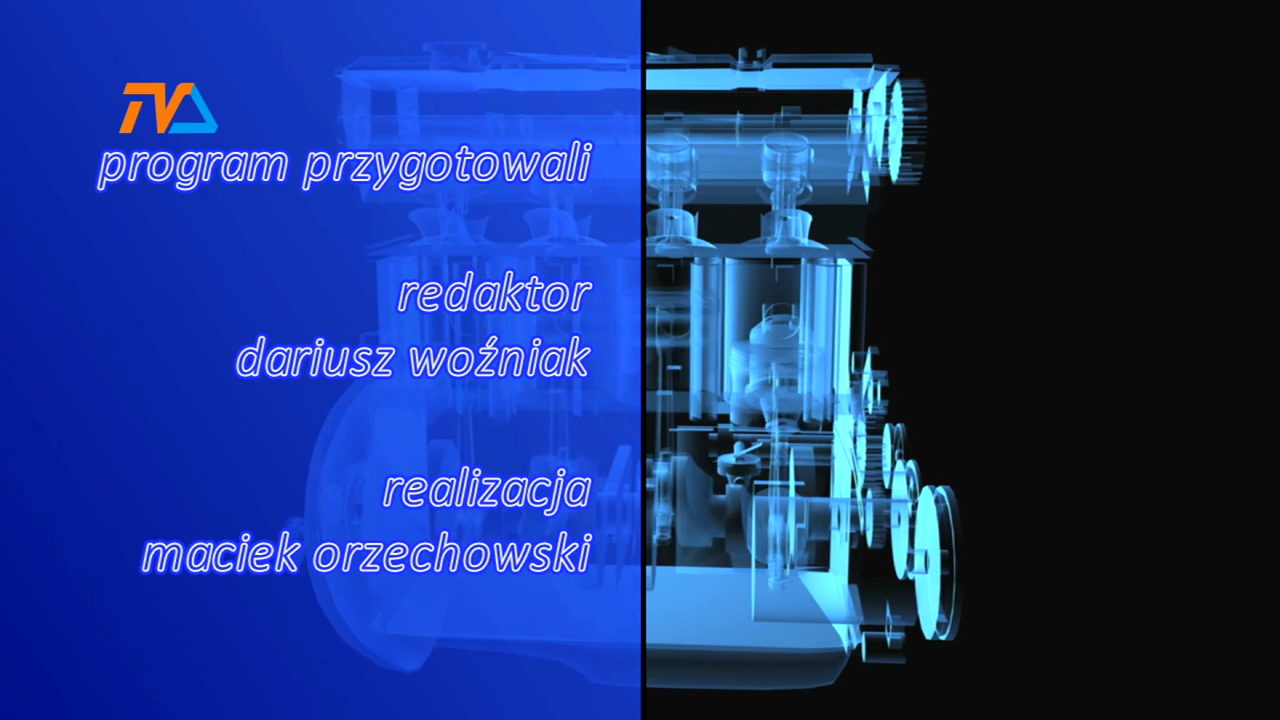 TVA
program przygotowali
redaktor
dariusz woźniak
realizacja
maciek orzechowski